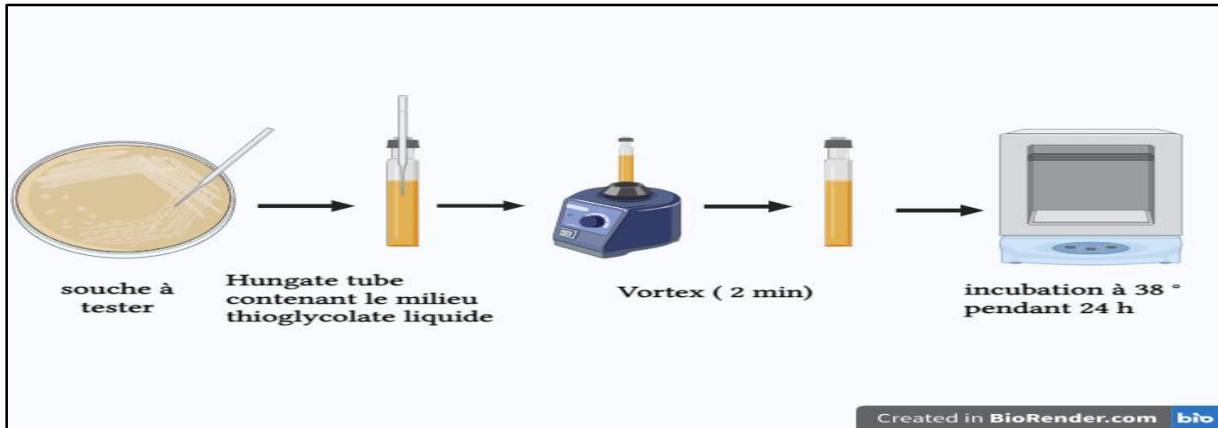 souche à
tester
Hungate tube
contenant le milieu
thioglycolate liquide
Vortex ( 2 min)
incubation à 38 °
pendant 24 h
Created in BioRender.com bio